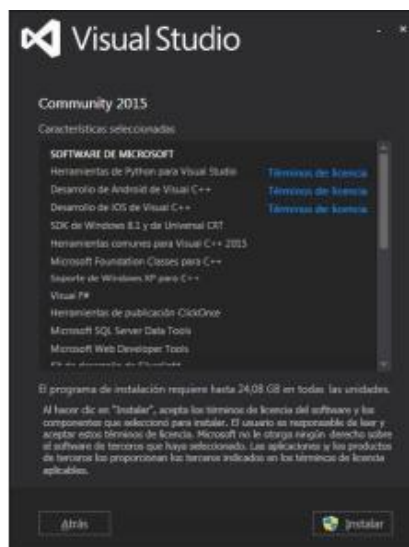 Visual Studio
Community 2015
Características seleccionadas
SOFTWARE DE MICROSOFT
Herramientas de Python para Visual Studio Términos de licencia
Desarrollo de Android de Visual C++ Términos de licencia
Desarrollo de iOS de Visual C++ Términos de licencia
SDK de Windows 8.1 y de Universal CRT
Herramientas comunes para Visual C++ 2015
Microsoft Foundation Classes para C++
Soporte de Windows XP para C++
Visual F#
Herramientas de publicación ClickOnce
Microsoft SQL Server Data Tools
Microsoft Web Developer Tools
El programa de instalación requiere hasta 24,08 GB en todas las unidades.
Al hacer clic en "Instalar", acepta los términos de licencia del software y los
componentes que seleccionó para instalar. El usuario es responsable de leer y
aceptar estos términos de licencia. Microsoft no le otorga ningún derecho sobre
el software de terceros que haya seleccionado. Las aplicaciones y los productos
de terceros los proporcionan los terceros indicados en los términos de licencia
aplicables.
Atrás
Instalar